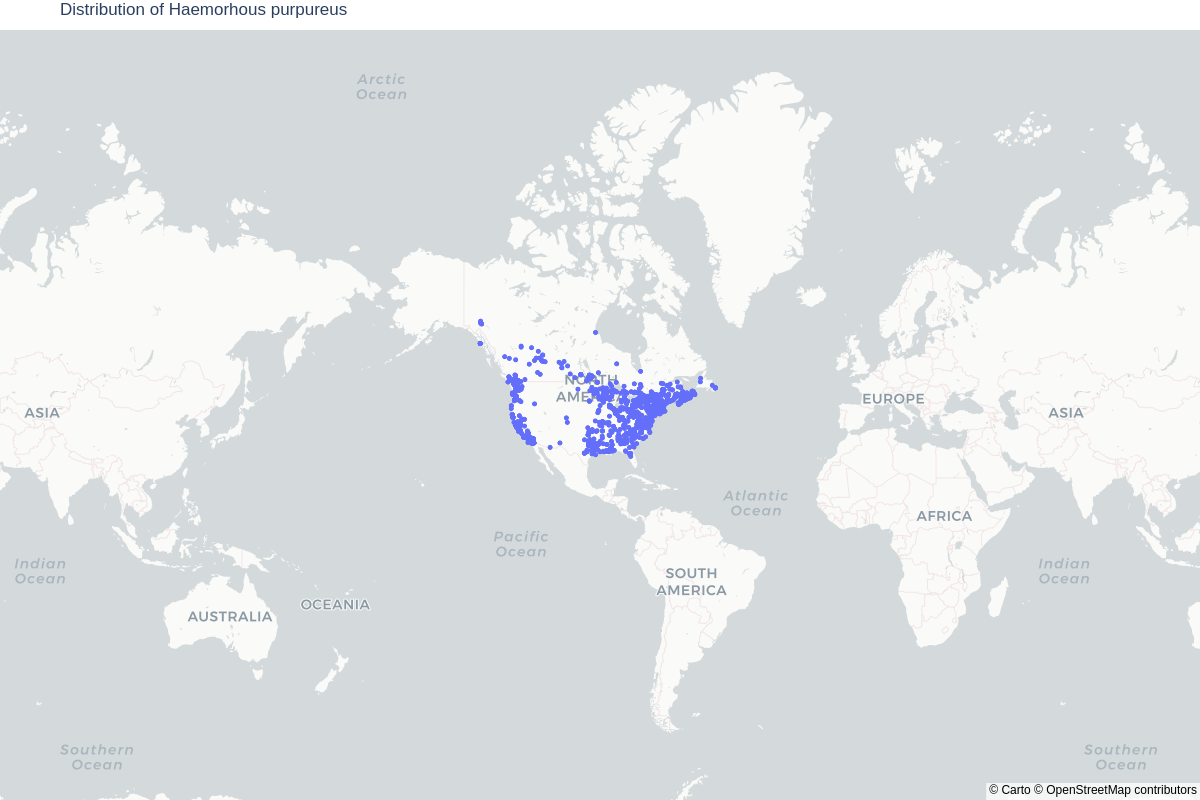 Distribution of Haemorhous purpureus
Arctic
Ocean
NORTH
AMERICA
ASIA
EUROPE
ASIA
Atlantic
Ocean
AFRICA
Pacific
Ocean
Indian
Ocean
Indian
Ocean
SOUTH
AMERICA
OCEANIA
AUSTRALIA
Southern
Ocean
Southern
Ocean
© Carto © OpenStreetMap contributors